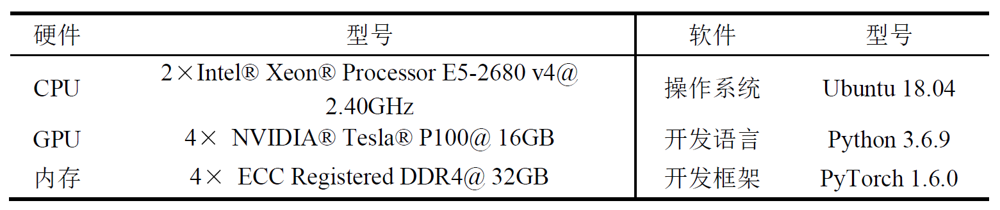 硬件 型号 软件 型号
CPU 2×Intel® Xeon® Processor E5-2680 v4@ 2.40GHz 操作系统 Ubuntu 18.04
GPU 4× NVIDIA® Tesla® P100@ 16GB 开发语言 Python 3.6.9
内存 4× ECC Registered DDR4@ 32GB 开发框架 PyTorch 1.6.0